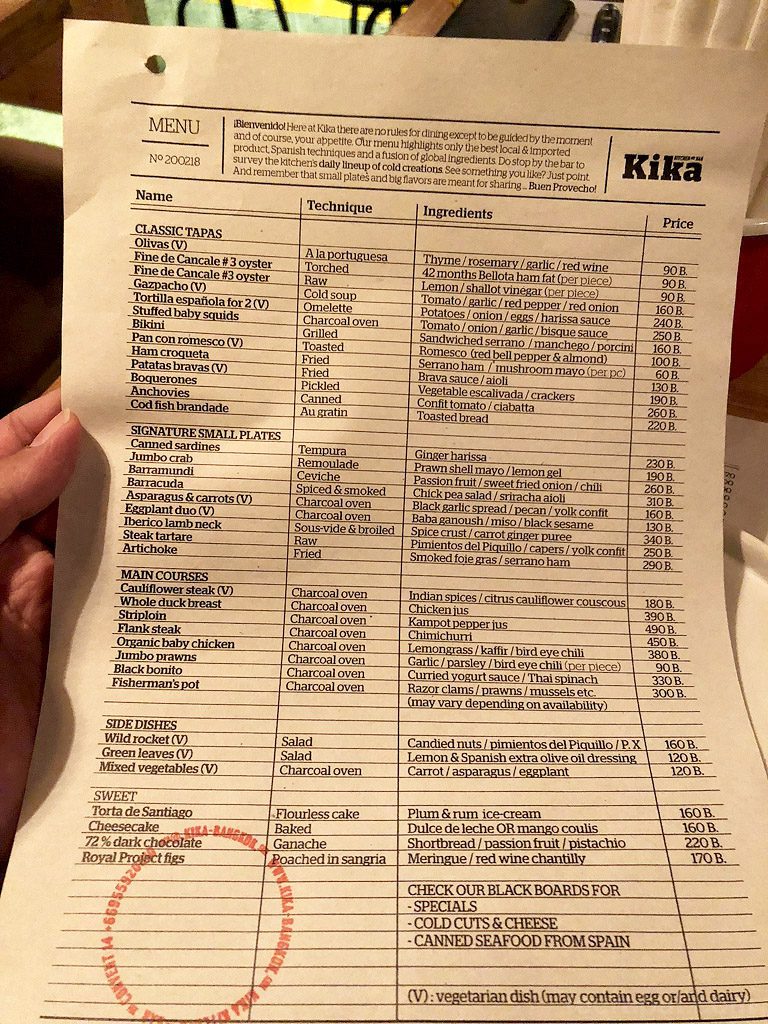 MENU
Nº 200218
¡Bienvenido! Here at Kika there are no rules for dining except to be guided by the moment
and of course, your appetite. Our menu highlights only the best local & imported
product, Spanish techniques and a fusion of global ingredients. Do stop by the bar to
survey the kitchen's daily lineup of cold creations. See something you like? Just point.
And remember that small plates and big flavors are meant for sharing... Buen Provecho!
Kika
Name Technique Ingredients Price
CLASSIC TAPAS
Olivas (V) A la portuguesa Thyme / rosemary / garlic / red wine 90 B.
Fine de Cancale # 3 oyster Torched 42 months Bellota ham fat (per piece) 90 B.
Fine de Cancale #3 oyster Raw Lemon / shallot vinegar (per piece) 90 B.
Gazpacho (V) Cold soup Tomato / garlic / red pepper / red onion 160 B.
Tortilla española for 2 (V) Omelette Potatoes / onion / eggs / harissa sauce 240 B.
Stuffed baby squids Charcoal oven Tomato / onion / garlic / bisque sauce 250 B.
Bikini Grilled Sandwiched serrano / manchego / porcini 160 B.
Pan con romesco (V) Toasted Romesco (red bell pepper & almond) 100 B.
Ham croqueta Fried Serrano ham / mushroom mayo (per pc) 60 B.
Patatas bravas (V) Fried Brava sauce / aioli 130 B.
Boquerones Pickled Vegetable escalivada / crackers 190 B.
Anchovies Canned Confit tomato / ciabatta 260 B.
Cod fish brandade Au gratin Toasted bread 220 B.
SIGNATURE SMALL PLATES
Canned sardines Tempura Ginger harissa 230 B.
Jumbo crab Remoulade Prawn shell mayo / lemon gel 190 B.
Barramundi Ceviche Passion fruit / sweet fried onion / chili 260 B.
Barracuda Spiced & smoked Chick pea salad / sriracha aioli 310 B.
Asparagus & carrots (V) Charcoal oven Black garlic spread / pecan / yolk confit 160 B.
Eggplant duo (V) Charcoal oven Baba ganoush / miso / black sesame 130 B.
Iberico lamb neck Sous-vide & broiled Spice crust / carrot ginger puree 340 B.
Steak tartare Raw Pimientos del Piquillo / capers / yolk confit 250 B.
Artichoke Fried Smoked foie gras / serrano ham 290 B.
MAIN COURSES
Cauliflower steak (V) Charcoal oven Indian spices / citrus cauliflower couscous 180 B.
Whole duck breast Charcoal oven Chicken jus 390 B.
Striploin Charcoal oven Kampot pepper jus 490 B.
Flank steak Charcoal oven Chimichurri 450 B.
Organic baby chicken Charcoal oven Lemongrass / kaffir / bird eye chili 380 B.
Jumbo prawns Charcoal oven Garlic / parsley / bird eye chili (per piece) 90 B.
Black bonito Charcoal oven Curried yogurt sauce / Thai spinach 330 B.
Fisherman's pot Charcoal oven Razor clams / prawns / mussels etc. 300 B.
(may vary depending on availability)
SIDE DISHES
Wild rocket (V) Salad Candied nuts / pimientos del Piquillo / P.X 160 B.
Green leaves (V) Salad Lemon & Spanish extra olive oil dressing 120 B.
Mixed vegetables (V) Charcoal oven Carrot / asparagus / eggplant 120 B.
SWEET
Torta de Santiago Flourless cake Plum & rum ice-cream 160 B.
Cheesecake Baked Dulce de leche OR mango coulis 160 B.
72 % dark chocolate Ganache Shortbread / passion fruit / pistachio 220 B.
Royal Project figs Poached in sangria Meringue / red wine chantilly 170 B.
CHECK OUR BLACK BOARDS FOR
- SPECIALS
- COLD CUTS & CHEESE
- CANNED SEAFOOD FROM SPAIN
(V) : vegetarian dish (may contain egg or/and dairy)
KIKA-BANGKOK
WWW.KIKA-BANGKOK
CONVENT 14